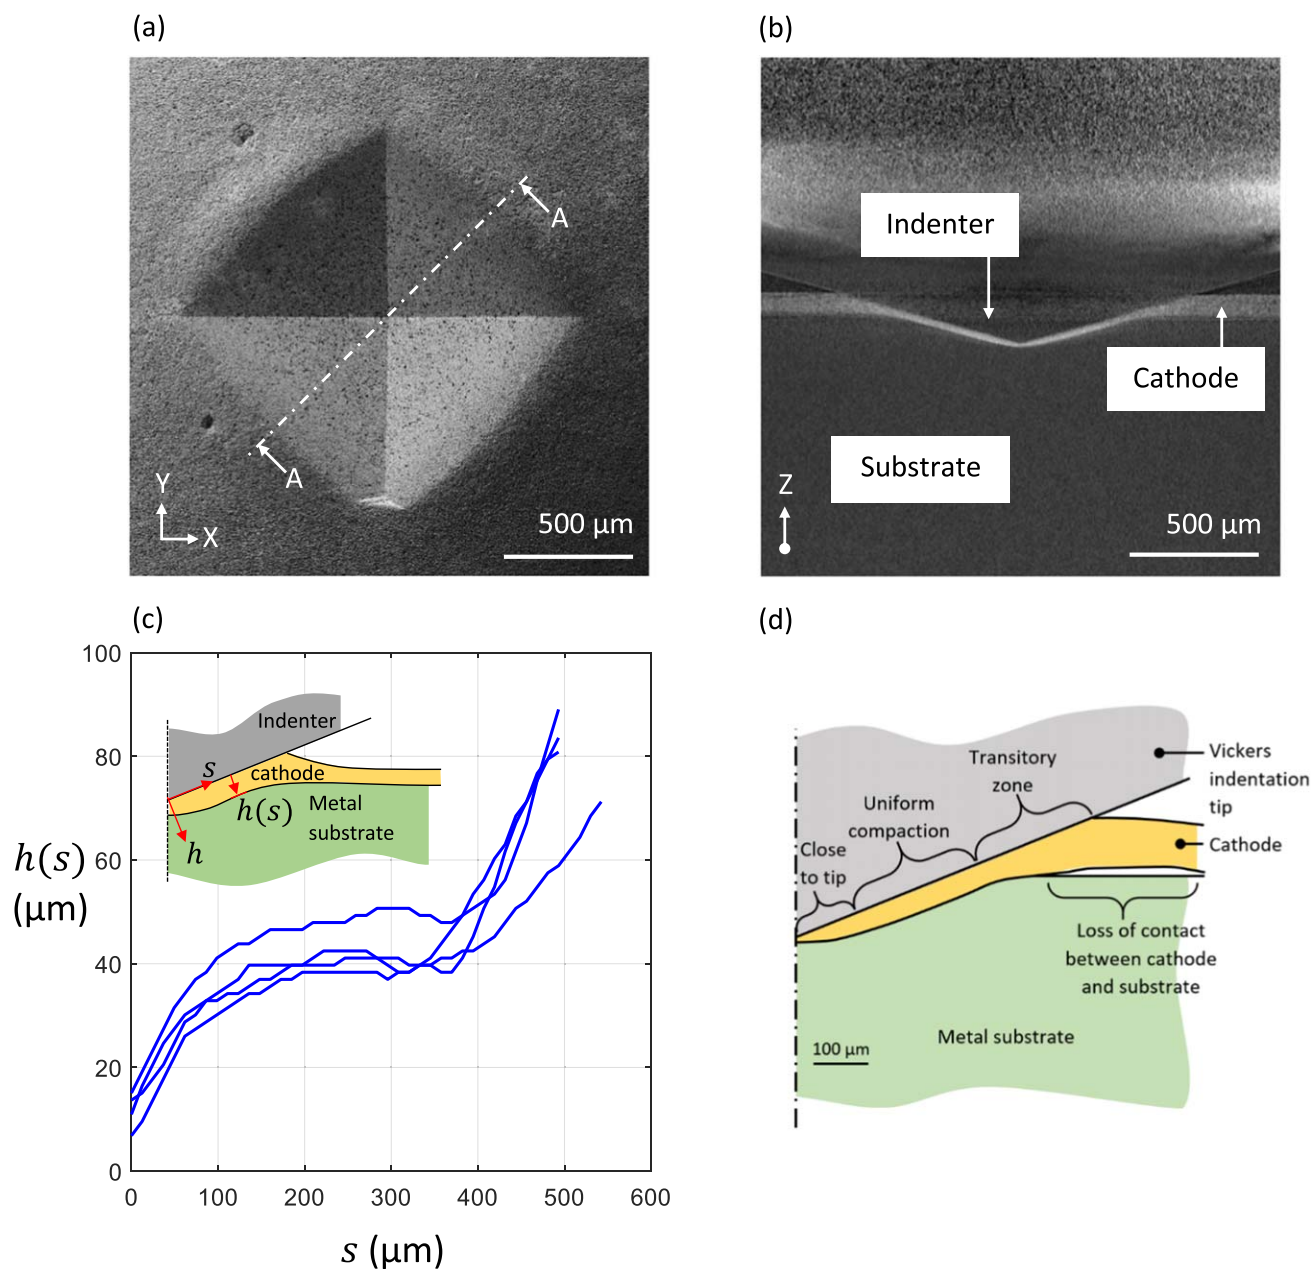 (a)
A
A
Y
X
500 μm
(b)
Indenter
Cathode
Substrate
Z
500 μm
(c)
100
80
60
40
20
0
0
100
200
300
400
500
600
h(s)
(μm)
s (μm)
Indenter
s
cathode
h(s)
Metal
substrate
h
(d)
Vickers
indentation
tip
Transitory
zone
Uniform
compaction
Close
to tip
Cathode
Loss of contact
between cathode
and substrate
Metal substrate
100 μm